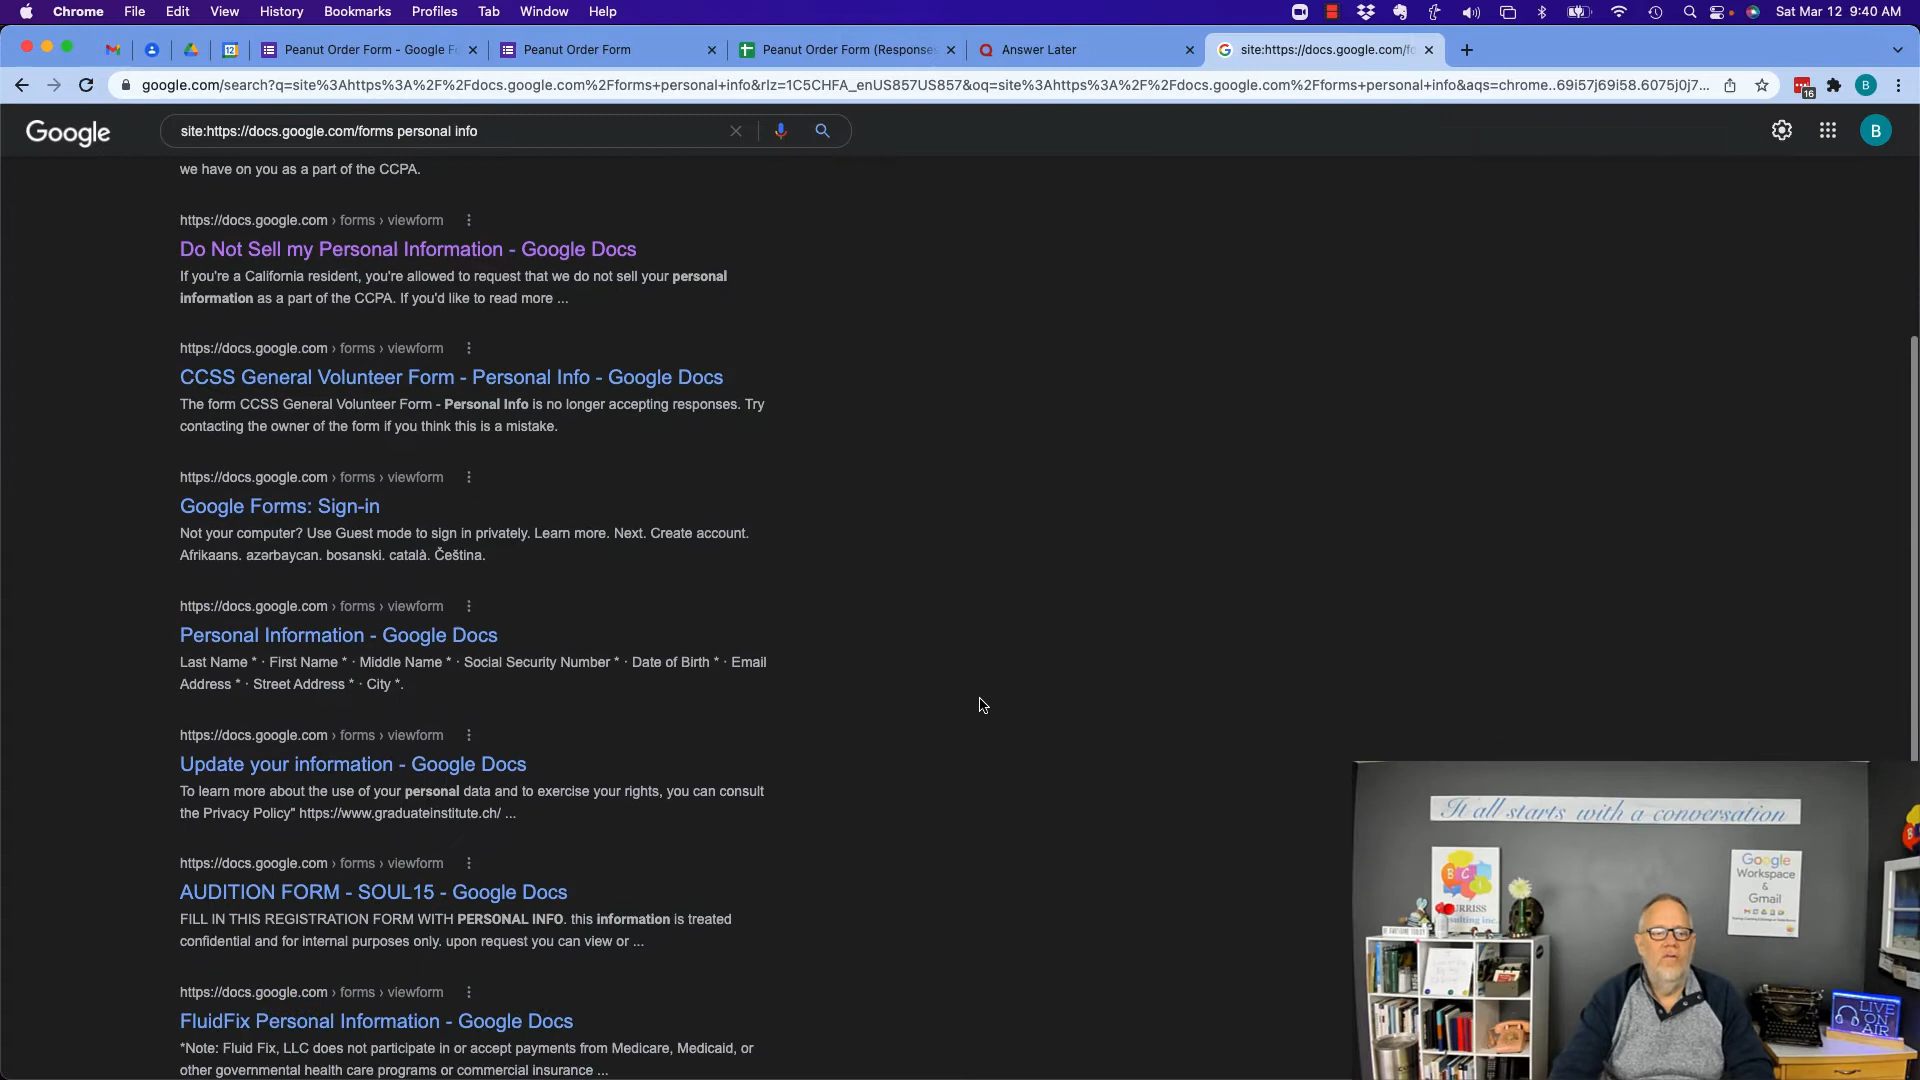 Chrome File Edit View History Bookmarks Profiles Tab Window Help Sat Mar 12 9:40 AM
Peanut Order Form - Google Fo Peanut Order Form Peanut Order Form (Responses Answer Later site:https://docs.google.com/fo
google.com/search?q=site%3Ahttps%3A%2F%2Fdocs.google.com%2Fforms+personal+info&rlz=1C5CHFA_enUS857US857&oq=site%3Ahttps%3A%2F%2Fdocs.google.com%2Fforms+personal+info&aqs=chrome..69i57j69i58.6075j0j7... 16 B
Google site:https://docs.google.com/forms personal info B
we have on you as a part of the CCPA.
https://docs.google.com › forms › viewform
Do Not Sell my Personal Information - Google Docs
If you're a California resident, you're allowed to request that we do not sell your personal
information as a part of the CCPA. If you'd like to read more ...
https://docs.google.com › forms › viewform
CCSS General Volunteer Form - Personal Info - Google Docs
The form CCSS General Volunteer Form - Personal Info is no longer accepting responses. Try
contacting the owner of the form if you think this is a mistake.
https://docs.google.com › forms › viewform
Google Forms: Sign-in
Not your computer? Use Guest mode to sign in privately. Learn more. Next. Create account.
Afrikaans. azərbaycan. bosanski. català. Čeština.
https://docs.google.com › forms › viewform
Personal Information - Google Docs
Last Name * · First Name * · Middle Name * · Social Security Number * · Date of Birth * · Email
Address * · Street Address * · City *.
https://docs.google.com › forms › viewform
Update your information - Google Docs
To learn more about the use of your personal data and to exercise your rights, you can consult
the Privacy Policy" https://www.graduateinstitute.ch/ ...
https://docs.google.com › forms › viewform
AUDITION FORM - SOUL15 - Google Docs
FILL IN THIS REGISTRATION FORM WITH PERSONAL INFO. this information is treated
confidential and for internal purposes only. upon request you can view or ...
https://docs.google.com › forms › viewform
FluidFix Personal Information - Google Docs
*Note: Fluid Fix, LLC does not participate in or accept payments from Medicare, Medicaid, or
other governmental health care programs or commercial insurance ...
It all starts with a conversation
BCI
URRISS
nsulting inc.
Google
Workspace
&
Gmail
LIVE
ON
AIR